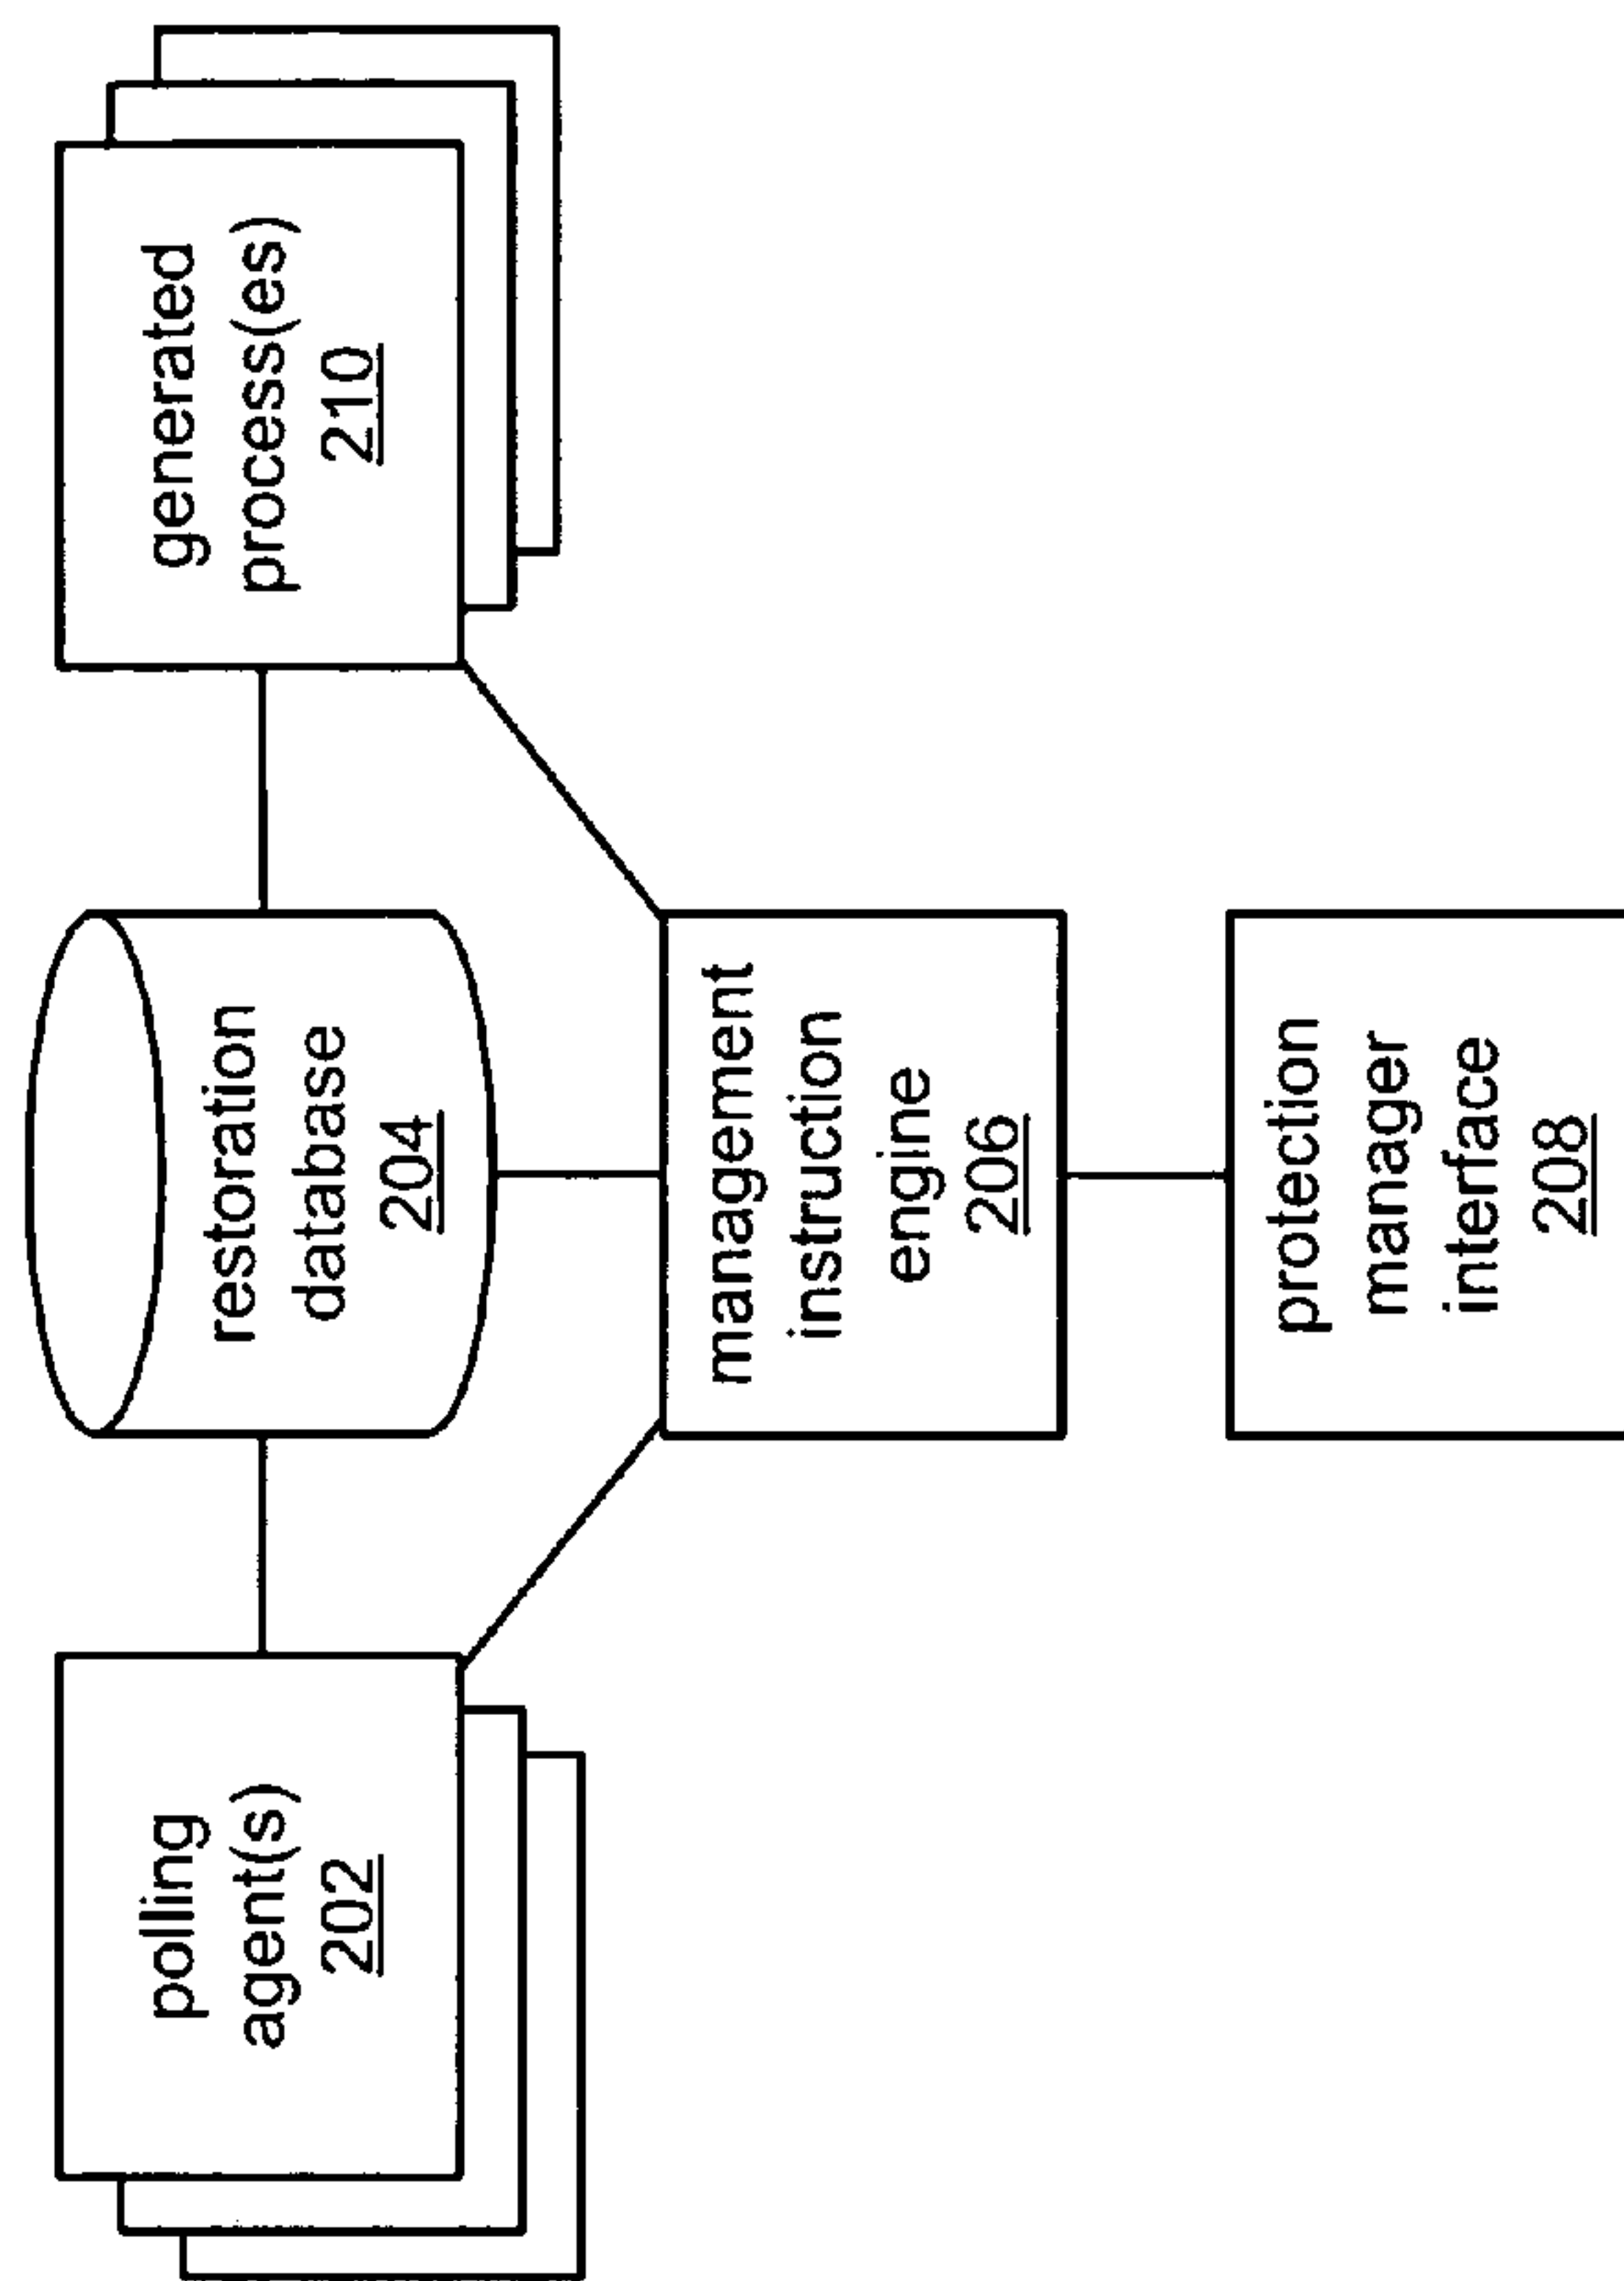 polling
agent(s)
202
restoration
database
204
generated
process(es)
210
management
instruction
engine
206
protection
manager
interface
208